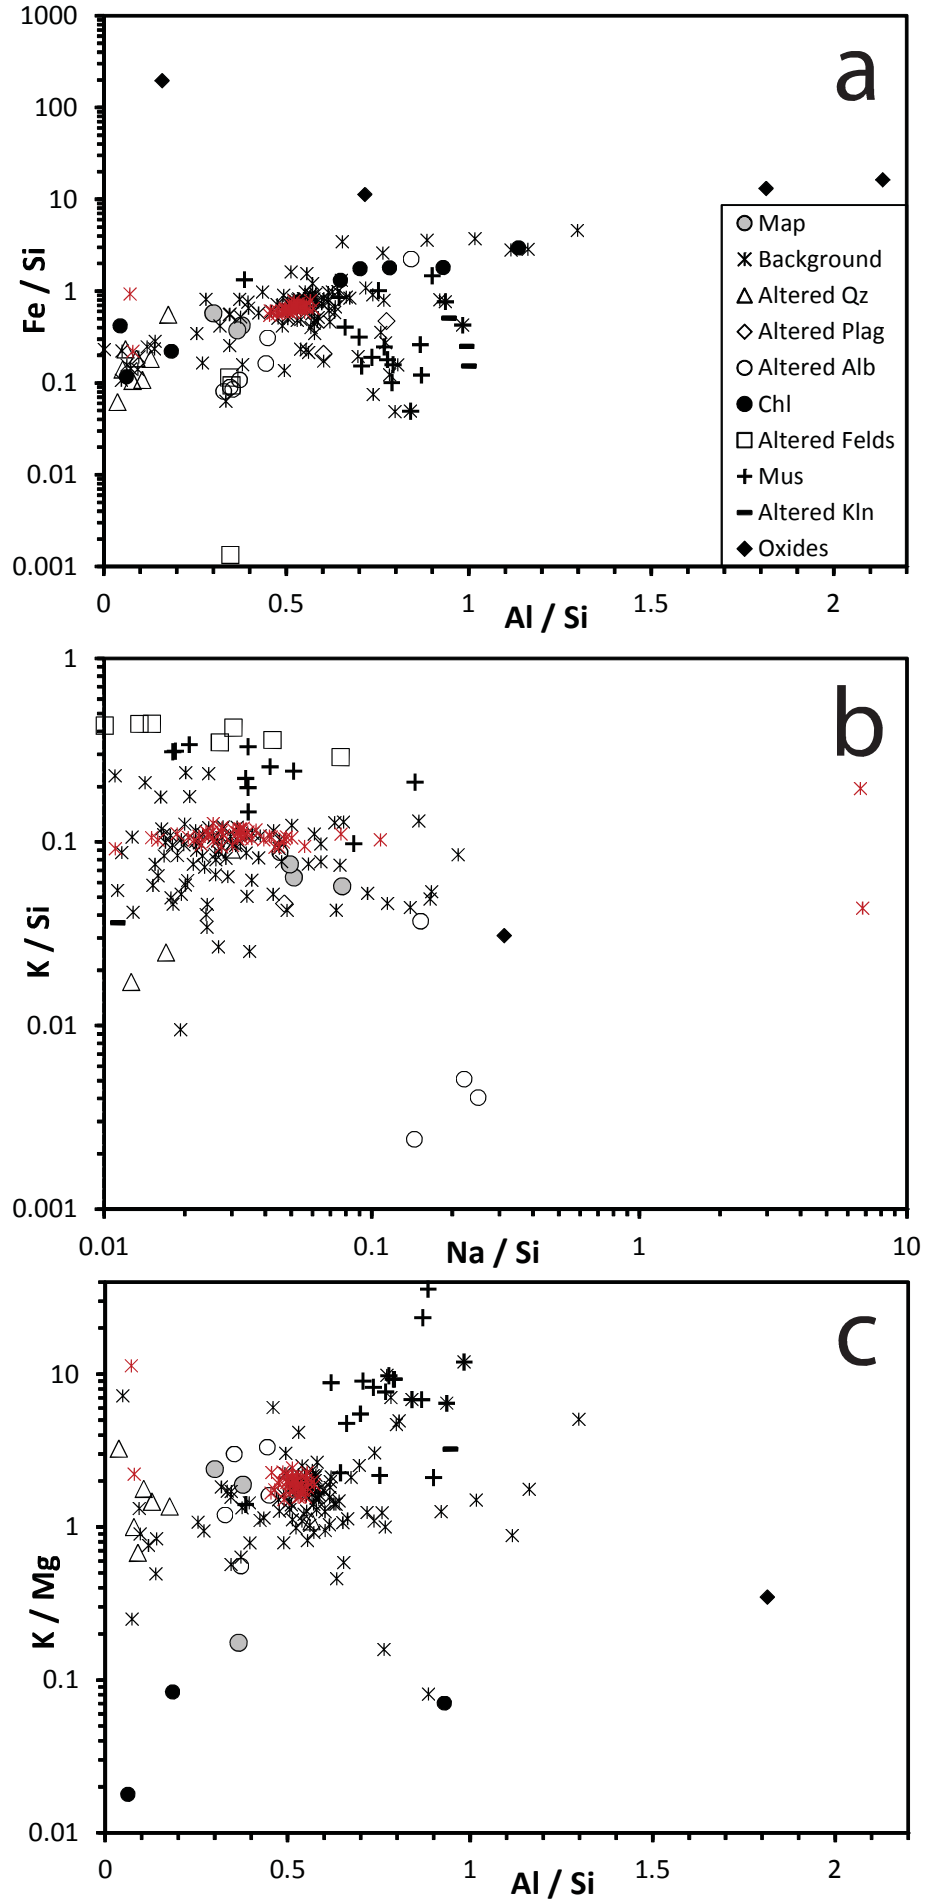 1000
100
10
1
0.1
0.01
0.001
Fe / Si
a
Map
Background
Altered Qz
Altered Plag
Altered Alb
Chl
Altered Felds
Mus
Altered Kln
Oxides
0 0.5 1 1.5 2
Al / Si
1
0.1
0.01
0.001
K / Si
b
0.01 0.1 1 10
Na / Si
10
1
0.1
0.01
K / Mg
c
0 0.5 1 1.5 2
Al / Si